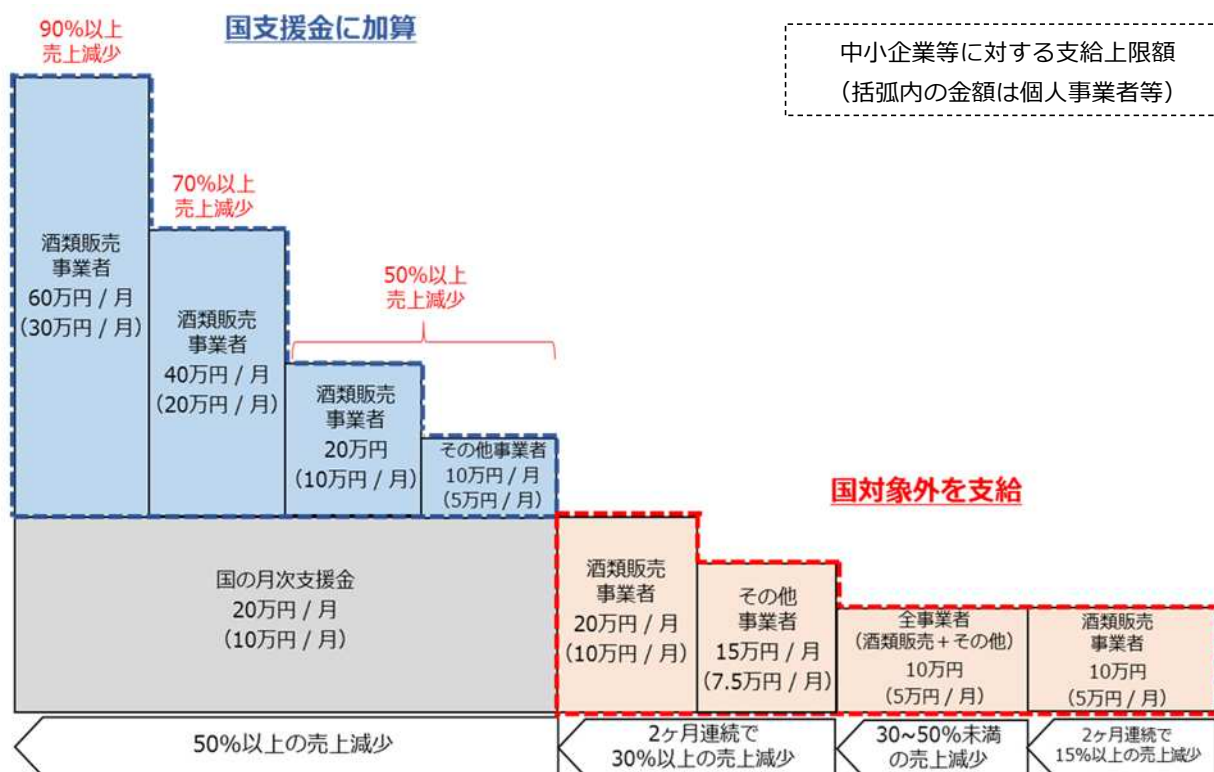 国支援金に加算
中小企業等に対する支給上限額
（括弧内の金額は個人事業者等）
90%以上
売上減少
酒類販売
事業者
60万円 / 月
（30万円 / 月）
70%以上
売上減少
酒類販売
事業者
40万円 / 月
（20万円 / 月）
50%以上
売上減少
酒類販売
事業者
20万円
（10万円 / 月）
その他事業者
10万円 / 月
（5万円 / 月）
国の月次支援金
20万円 / 月
（10万円 / 月）
国対象外を支給
酒類販売
事業者
20万円 / 月
（10万円 / 月）
その他
事業者
15万円 / 月
（7.5万円 / 月）
全事業者
（酒類販売＋その他）
10万円
（5万円 / 月）
酒類販売
事業者
10万円
（5万円 / 月）
50%以上の売上減少
2ヶ月連続で
30%以上の売上減少
30~50%未満
の売上減少
2ヶ月連続で
15%以上の売上減少